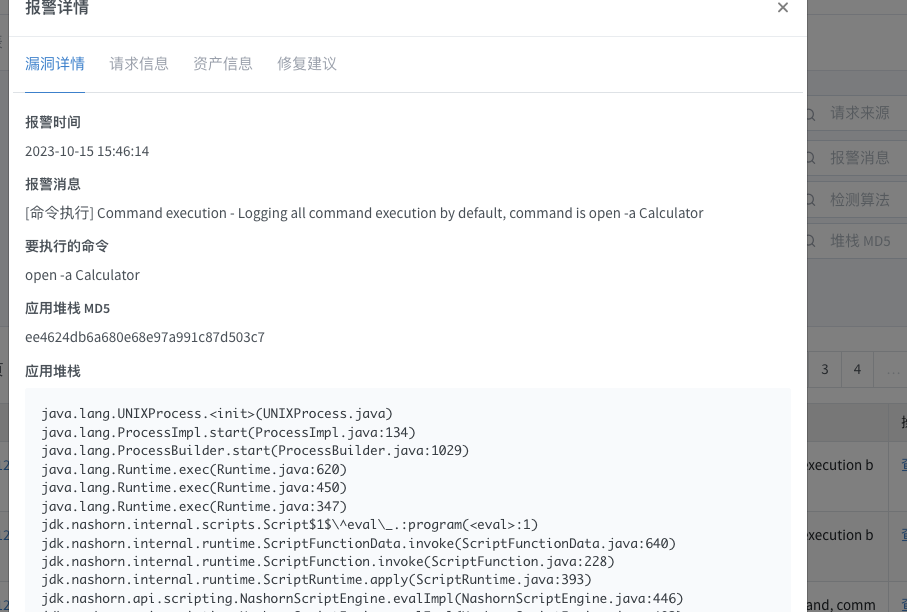 报警详情
漏洞详情 请求信息 资产信息 修复建议
报警时间
2023-10-15 15:46:14
报警消息
[命令执行] Command execution - Logging all command execution by default, command is open -a Calculator
要执行的命令
open -a Calculator
应用堆栈 MD5
ee4624db6a680e68e97a991c87d503c7
应用堆栈
java.lang.UNIXProcess.<init>(UNIXProcess.java)
java.lang.ProcessImpl.start(ProcessImpl.java:134)
java.lang.ProcessBuilder.start(ProcessBuilder.java:1029)
java.lang.Runtime.exec(Runtime.java:620)
java.lang.Runtime.exec(Runtime.java:450)
java.lang.Runtime.exec(Runtime.java:347)
jdk.nashorn.internal.scripts.Script$1$\^eval\_.:program(<eval>:1)
jdk.nashorn.internal.runtime.ScriptFunctionData.invoke(ScriptFunctionData.java:640)
jdk.nashorn.internal.runtime.ScriptFunction.invoke(ScriptFunction.java:228)
jdk.nashorn.internal.runtime.ScriptRuntime.apply(ScriptRuntime.java:393)
jdk.nashorn.api.scripting.NashornScriptEngine.evalImpl(NashornScriptEngine.java:446)
请求来源
报警消息
检测算法
堆栈 MD5
3 4 ...
execution b
execution b
and, comm